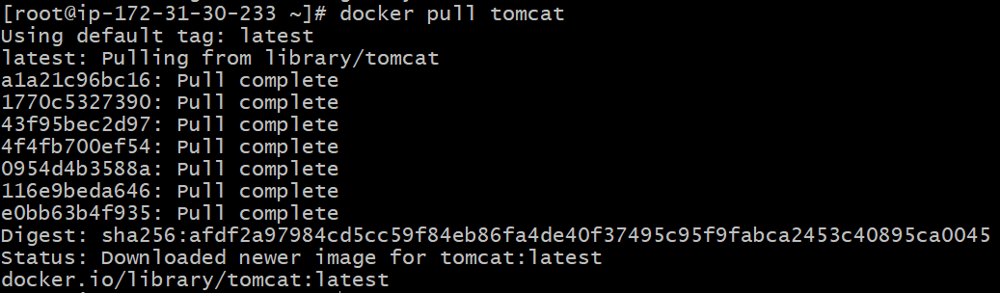 [root@ip-172-31-30-233 ~]# docker pull tomcat
Using default tag: latest
latest: Pulling from library/tomcat
a1a21c96bc16: Pull complete
1770c5327390: Pull complete
43f95bec2d97: Pull complete
4f4fb700ef54: Pull complete
0954d4b3588a: Pull complete
116e9beda646: Pull complete
e0bb63b4f935: Pull complete
Digest: sha256:afdf2a97984cd5cc59f84eb86fa4de40f37495c95f9fabca2453c40895ca0045
Status: Downloaded newer image for tomcat:latest
docker.io/library/tomcat:latest